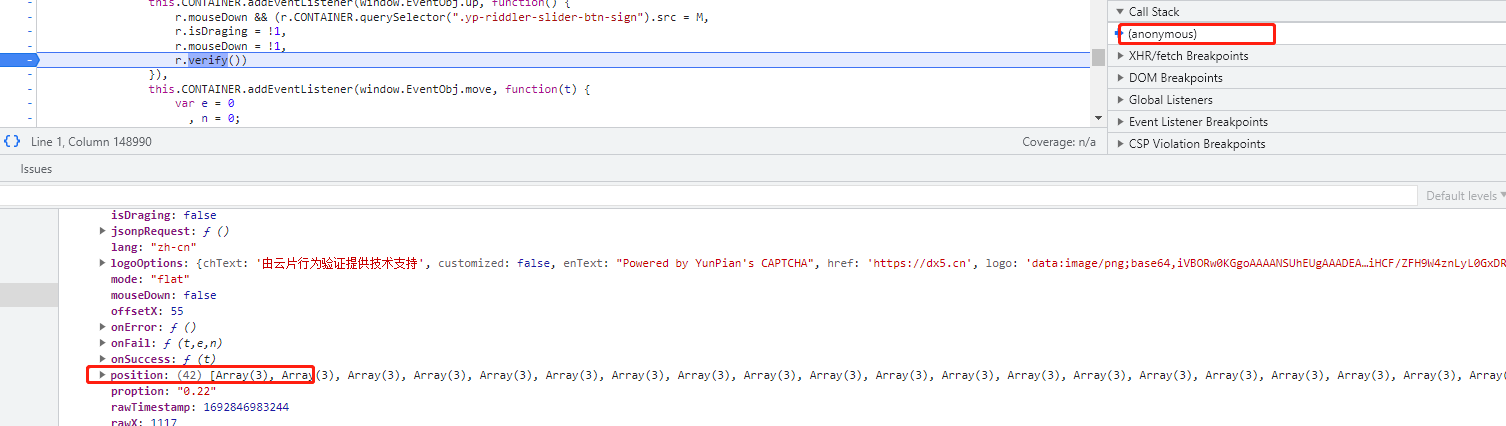 this.CONTAINER.addEventListener(window.EventObj.up, function() {
r.mouseDown && (r.CONTAINER.querySelector(".yp-riddler-slider-btn-sign").src = M,
r.isDraging = !1,
r.mouseDown = !1,
r.verify())
}),
this.CONTAINER.addEventListener(window.EventObj.move, function(t) {
var e = 0
, n = 0;
{} Line 1, Column 148990 Coverage: n/a
Call Stack
(anonymous)
XHR/fetch Breakpoints
DOM Breakpoints
Global Listeners
Event Listener Breakpoints
CSP Violation Breakpoints
Issues
Default levels
isDraging: false
jsonpRequest: ƒ ()
lang: "zh-cn"
logoOptions: {chText: '由云片行为验证提供技术支持', customized: false, enText: "Powered by YunPian's CAPTCHA", href: 'https://dx5.cn', logo: 'data:image/png;base64,iVBORw0KGgoAAAANSUhEUgAAADEA…iHCF/ZFH9W4znLyL0GxDR
mode: "flat"
mouseDown: false
offsetX: 55
onError: ƒ ()
onFail: ƒ (t,e,n)
onSuccess: ƒ (t)
position: (42) [Array(3), Array(3), Array(3), Array(3), Array(3), Array(3), Array(3), Array(3), Array(3), Array(3), Array(3), Array(3), Array(3), Array(3), Array(3), Array(3), Array(3), Array(3), Array(3), Arra
proption: "0.22"
rawTimestamp: 1692846983244
rawX: 1117